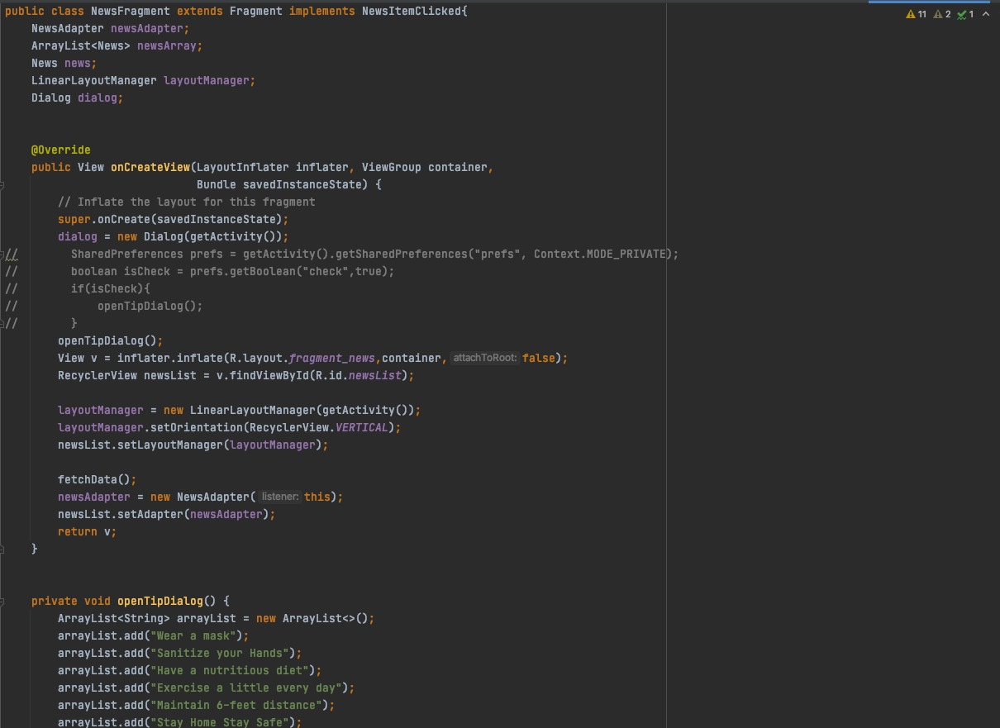 public class NewsFragment extends Fragment implements NewsItemClicked{
11 2 1
    NewsAdapter newsAdapter;
    ArrayList<News> newsArray;
    News news;
    LinearLayoutManager layoutManager;
    Dialog dialog;
    @Override
    public View onCreateView(LayoutInflater inflater, ViewGroup container,
                             Bundle savedInstanceState) {
        // Inflate the layout for this fragment
        super.onCreate(savedInstanceState);
        dialog = new Dialog(getActivity());
//        SharedPreferences prefs = getActivity().getSharedPreferences("prefs", Context.MODE_PRIVATE);
//        boolean isCheck = prefs.getBoolean("check",true);
//        if(isCheck){
//            openTipDialog();
//        }
        openTipDialog();
        View v = inflater.inflate(R.layout.fragment_news,container, attachToRoot: false);
        RecyclerView newsList = v.findViewById(R.id.newsList);
        layoutManager = new LinearLayoutManager(getActivity());
        layoutManager.setOrientation(RecyclerView.VERTICAL);
        newsList.setLayoutManager(layoutManager);
        fetchData();
        newsAdapter = new NewsAdapter( listener: this);
        newsList.setAdapter(newsAdapter);
        return v;
    }
    private void openTipDialog() {
        ArrayList<String> arrayList = new ArrayList<>();
        arrayList.add("Wear a mask");
        arrayList.add("Sanitize your Hands");
        arrayList.add("Have a nutritious diet");
        arrayList.add("Exercise a little every day");
        arrayList.add("Maintain 6-feet distance");
        arrayList.add("Stay Home Stay Safe");